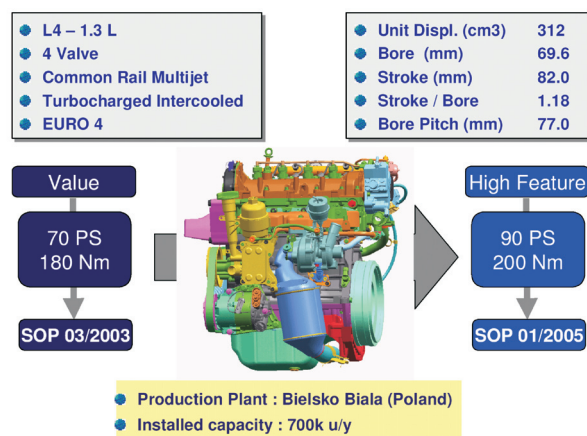 L4 – 1.3 L
4 Valve
Common Rail Multijet
Turbocharged Intercooled
EURO 4
Unit Displ. (cm3) 312
Bore (mm) 69.6
Stroke (mm) 82.0
Stroke / Bore 1.18
Bore Pitch (mm) 77.0
Value
70 PS
180 Nm
SOP 03/2003
High Feature
90 PS
200 Nm
SOP 01/2005
Production Plant : Bielsko Biala (Poland)
Installed capacity : 700k u/y